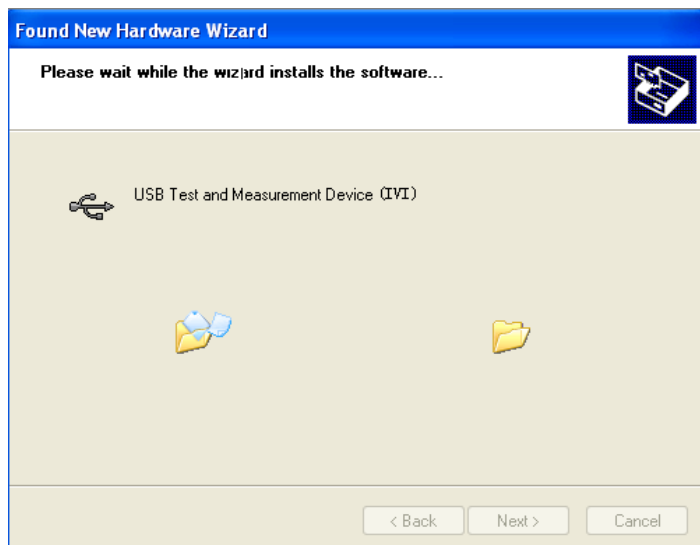 Found New Hardware Wizard
Please wait while the wizard installs the software...
USB Test and Measurement Device (IVI)
< Back
Next >
Cancel